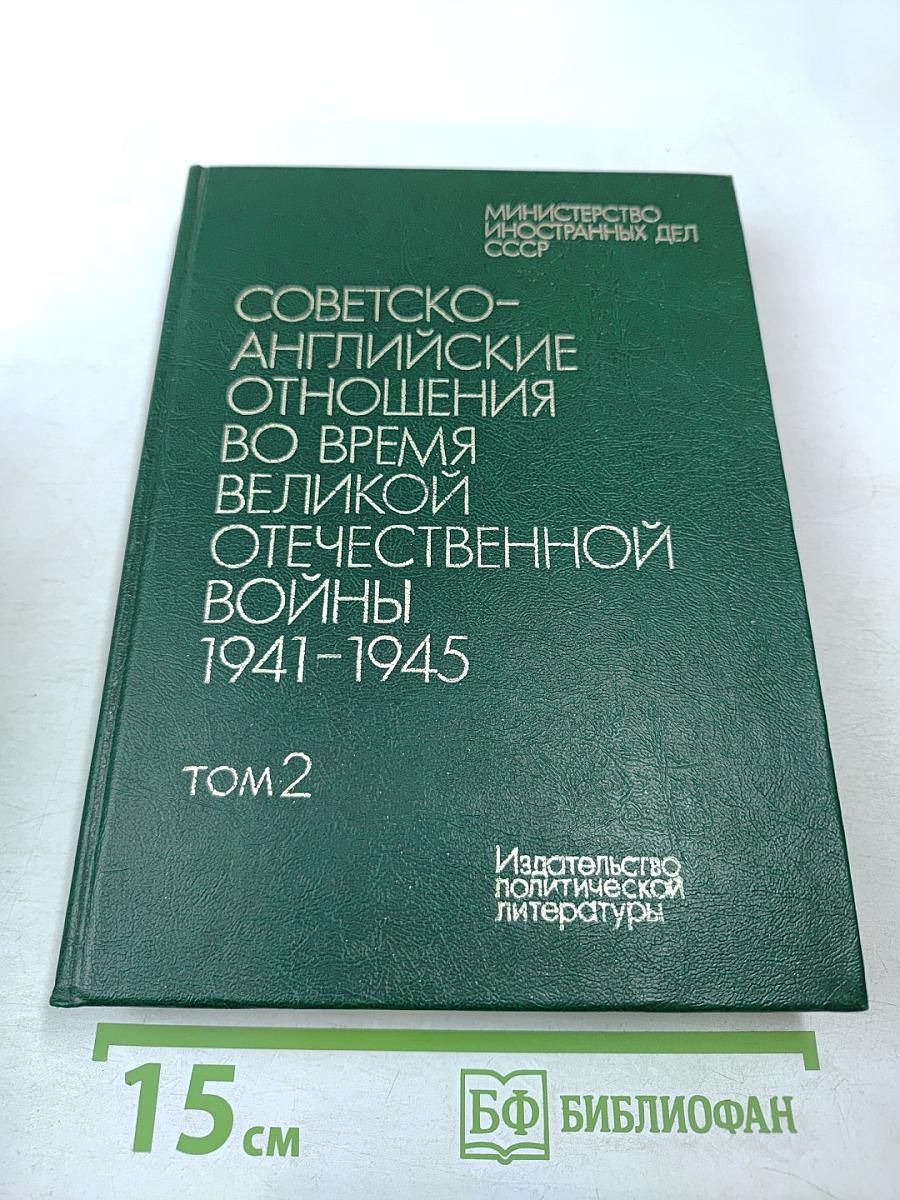 МИНИСТЕРСТВО
ИНОСТРАННЫХ ДЕЛ
СССР
СОВЕТСКО-
АНГЛИЙСКИЕ
ОТНОШЕНИЯ
ВО ВРЕМЯ
ВЕЛИКОЙ
ОТЕЧЕСТВЕННОЙ
ВОЙНЫ
1941-1945
ТОМ 2
Издательство
политической
литературы
15 см
БФ БИБЛИОФАН